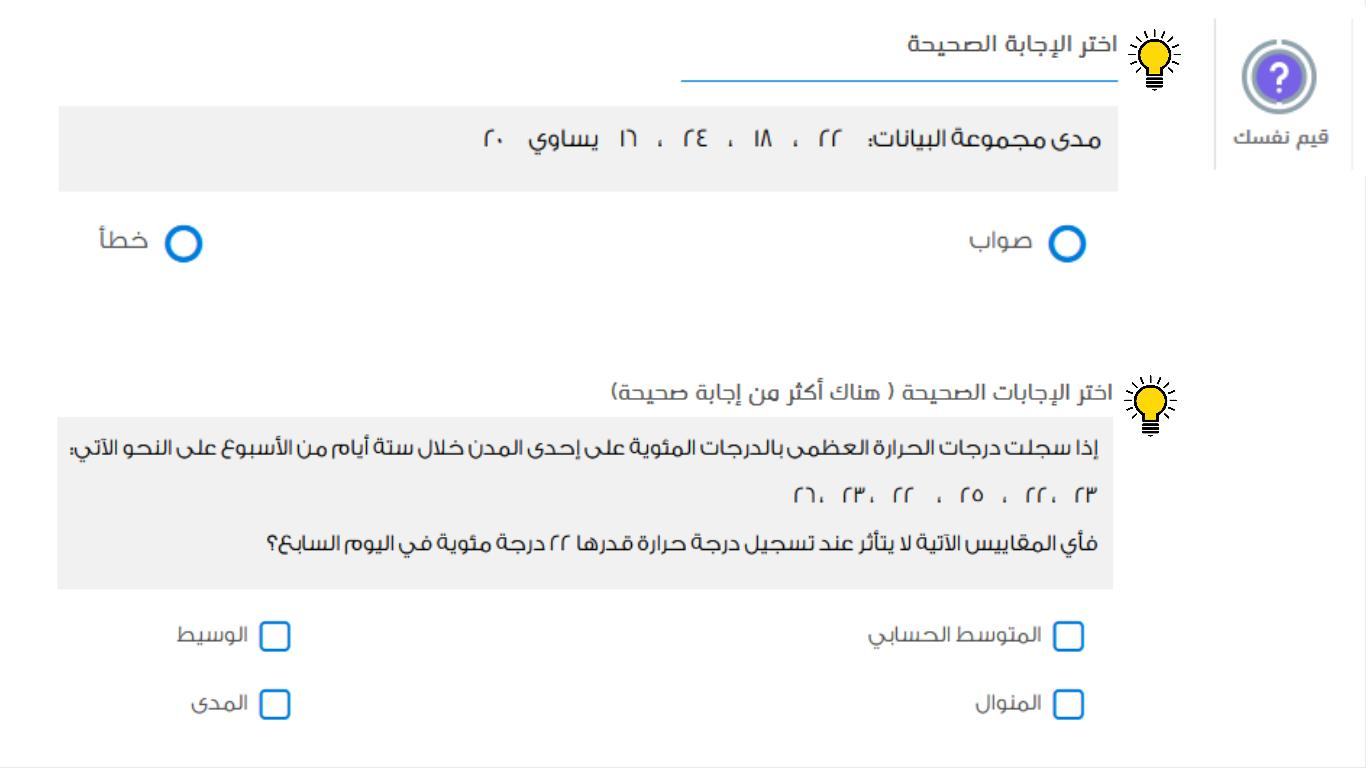 اختر الإجابة الصحيحة
?
قيم نفسك
مدى مجموعة البيانات: ٢٢ ، ١٨ ، ٢٤ ، ١٦ يساوي ٢٠
صواب
خطأ
اختر الإجابات الصحيحة ( هناك أكثر من إجابة صحيحة)
إذا سجلت درجات الحرارة العظمى بالدرجات المئوية على إحدى المدن خلال ستة أيام من الأسبوع على النحو الآتي:
٢٣ ،٢٢ ، ٢٥ ، ٢٢ ،٢٣ ،٢٦
فأي المقاييس الآتية لا يتأثر عند تسجيل درجة حرارة قدرها ٢٢ درجة مئوية في اليوم السابع؟
المتوسط الحسابي
الوسيط
المنوال
المدى